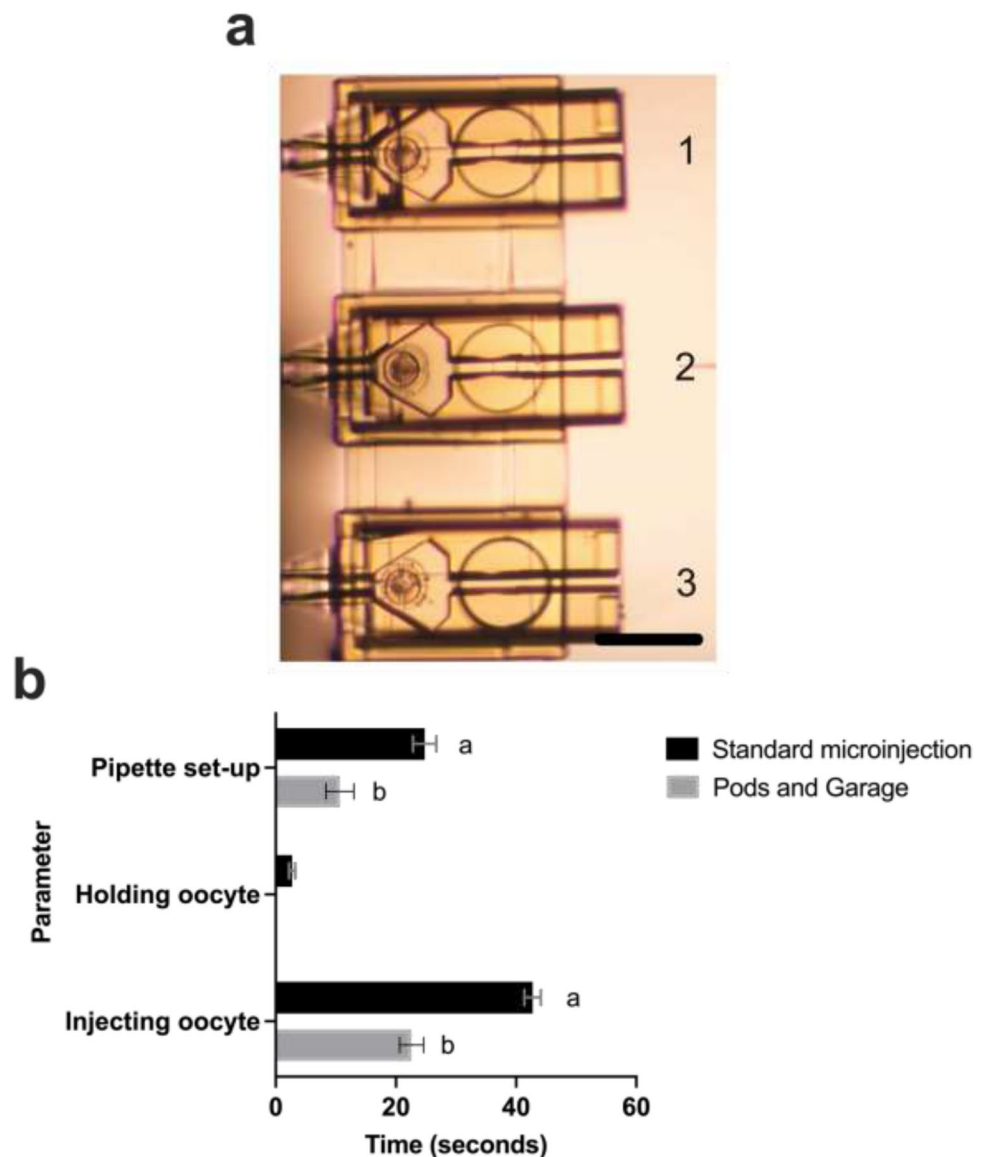 a
1
2
3
b
Parameter
Pipette set-up
a
b
Holding oocyte
Injecting oocyte
a
b
0 20 40 60
Time (seconds)
Standard microinjection
Pods and Garage